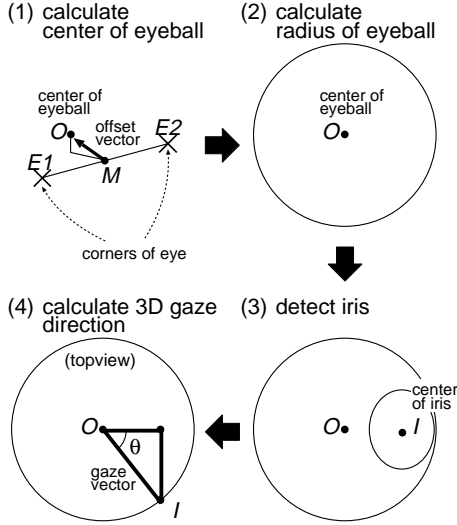 (1) calculate
center of eyeball
center of
eyeball
O
offset
vector
E2
E1
M
corners of eye
(2) calculate
radius of eyeball
center of
eyeball
O
(3) detect iris
center
of iris
O
I
(4) calculate 3D gaze
direction
(topview)
O
θ
gaze
vector
I